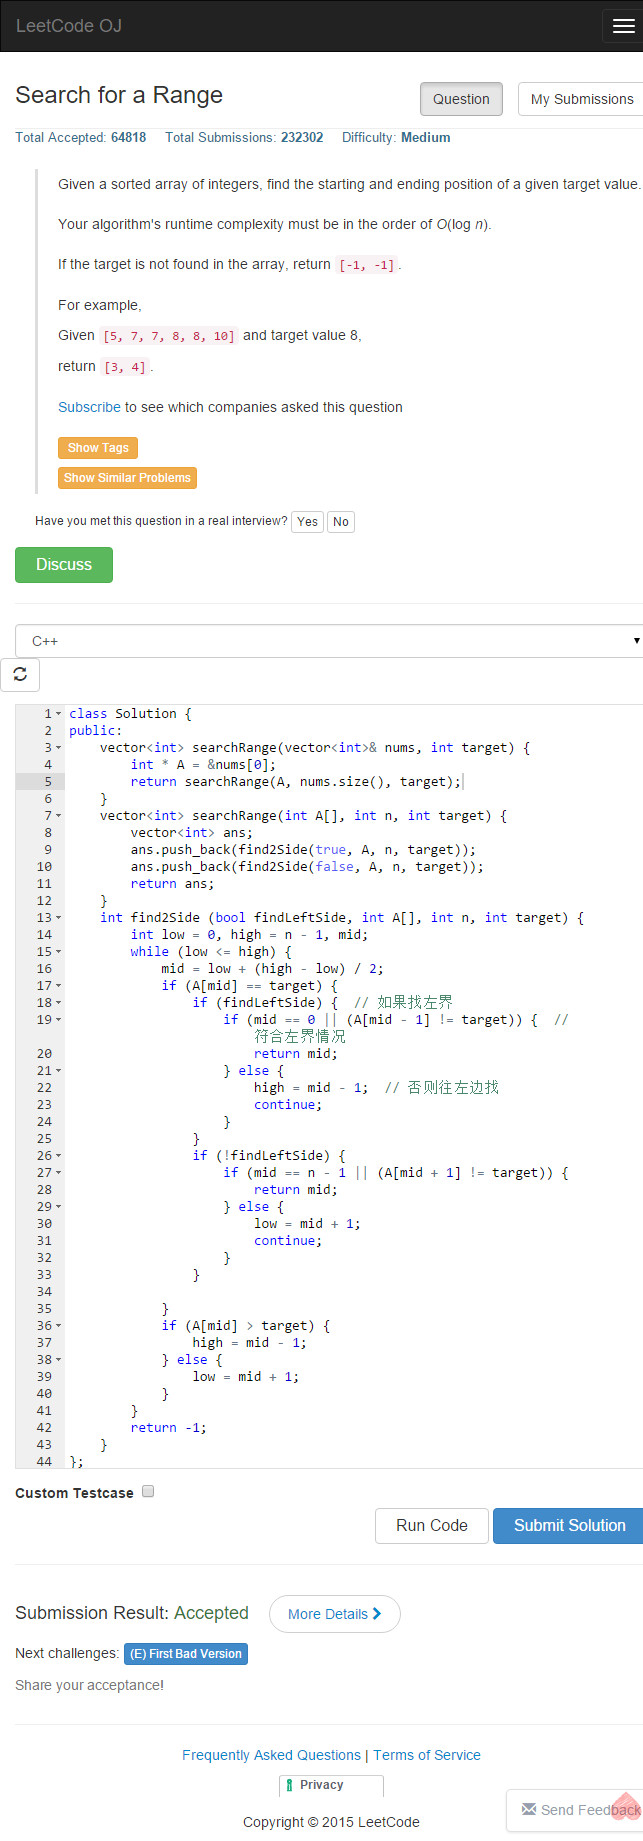 LeetCode OJ
Search for a Range
Question
My Submissions
Total Accepted: 64818 Total Submissions: 232302 Difficulty: Medium
Given a sorted array of integers, find the starting and ending position of a given target value.
Your algorithm's runtime complexity must be in the order of O(log n).
If the target is not found in the array, return [-1, -1].
For example,
Given [5, 7, 7, 8, 8, 10] and target value 8,
return [3, 4].
Subscribe to see which companies asked this question
Show Tags
Show Similar Problems
Have you met this question in a real interview? Yes No
Discuss
C++
1 class Solution {
2 public:
3     vector<int> searchRange(vector<int>& nums, int target) {
4         int * A = &nums[0];
5         return searchRange(A, nums.size(), target);
6     }
7     vector<int> searchRange(int A[], int n, int target) {
8         vector<int> ans;
9         ans.push_back(find2Side(true, A, n, target));
10         ans.push_back(find2Side(false, A, n, target));
11         return ans;
12     }
13     int find2Side (bool findLeftSide, int A[], int n, int target) {
14         int low = 0, high = n - 1, mid;
15         while (low <= high) {
16             mid = low + (high - low) / 2;
17             if (A[mid] == target) {
18                 if (findLeftSide) {  // 如果找左界
19                     if (mid == 0 || (A[mid - 1] != target)) {  //
符合左界情况
20                         return mid;
21                     } else {
22                         high = mid - 1;  // 否则往左边找
23                         continue;
24                     }
25                 }
26                 if (!findLeftSide) {
27                     if (mid == n - 1 || (A[mid + 1] != target)) {
28                         return mid;
29                     } else {
30                         low = mid + 1;
31                         continue;
32                     }
33                 }
34
35             }
36             if (A[mid] > target) {
37                 high = mid - 1;
38             } else {
39                 low = mid + 1;
40             }
41         }
42         return -1;
43     }
44 };
Custom Testcase
Run Code
Submit Solution
Submission Result: Accepted More Details
Next challenges: (E) First Bad Version
Share your acceptance!
Frequently Asked Questions | Terms of Service
Privacy
Send Feedback
Copyright © 2015 LeetCode